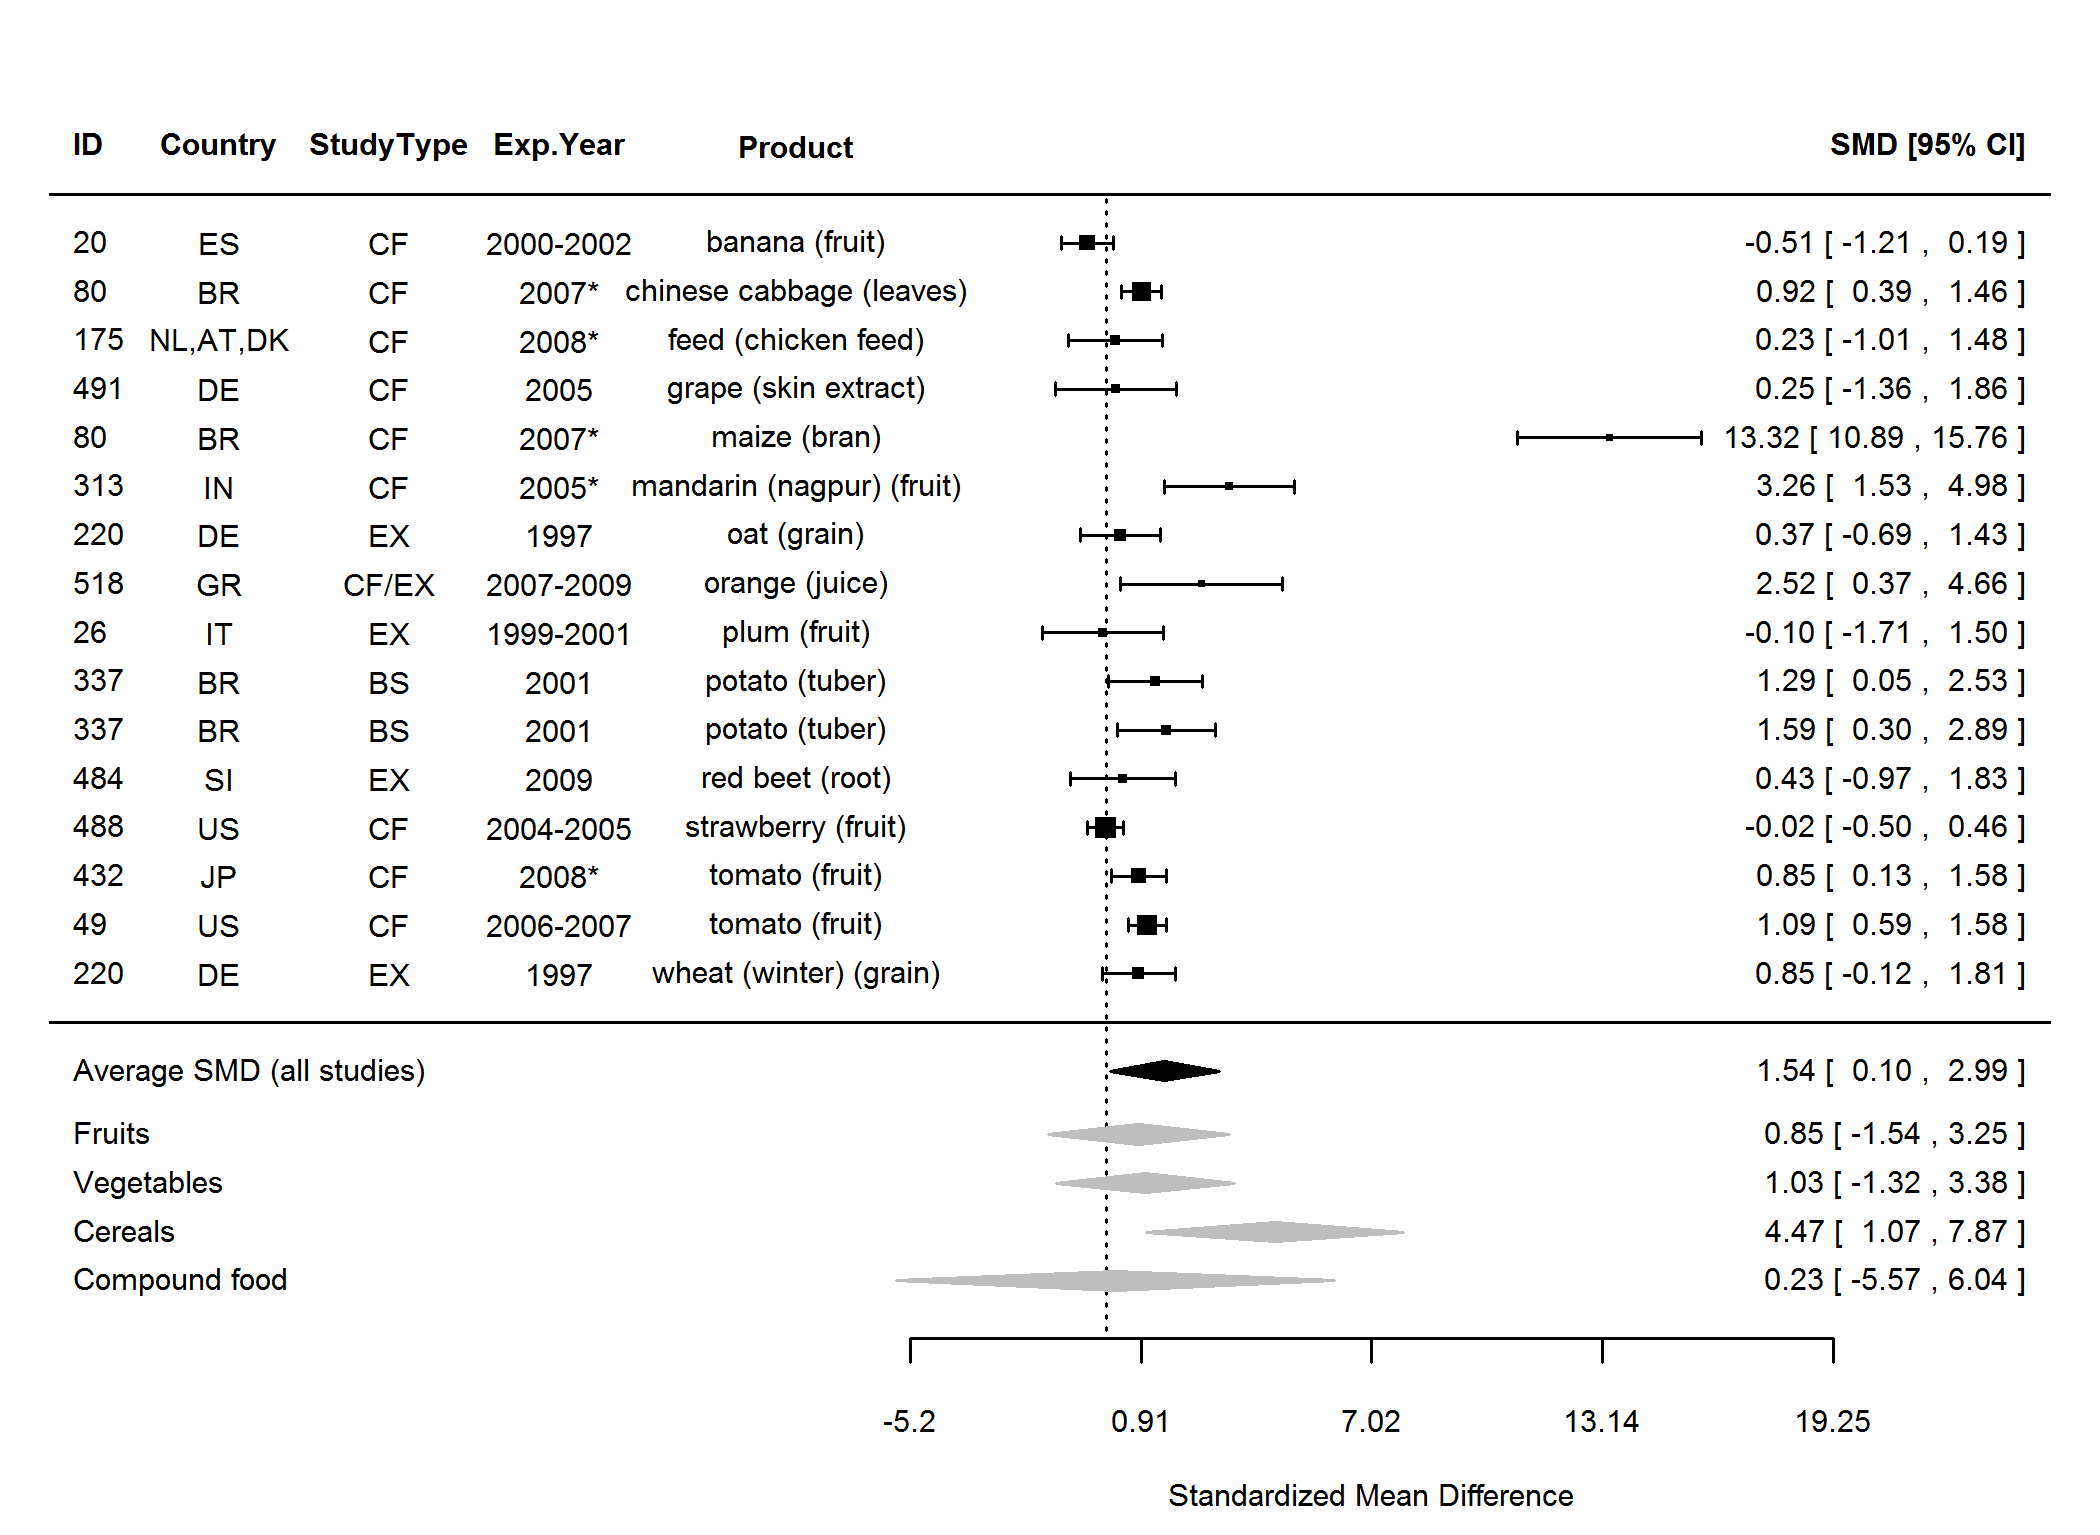 ID Country StudyType Exp.Year Product SMD [95% CI]
20 ES CF 2000-2002 banana (fruit) -0.51 [ -1.21 , 0.19 ]
80 BR CF 2007* chinese cabbage (leaves) 0.92 [ 0.39 , 1.46 ]
175 NL,AT,DK CF 2008* feed (chicken feed) 0.23 [ -1.01 , 1.48 ]
491 DE CF 2005 grape (skin extract) 0.25 [ -1.36 , 1.86 ]
80 BR CF 2007* maize (bran) 13.32 [ 10.89 , 15.76 ]
313 IN CF 2005* mandarin (nagpur) (fruit) 3.26 [ 1.53 , 4.98 ]
220 DE EX 1997 oat (grain) 0.37 [ -0.69 , 1.43 ]
518 GR CF/EX 2007-2009 orange (juice) 2.52 [ 0.37 , 4.66 ]
26 IT EX 1999-2001 plum (fruit) -0.10 [ -1.71 , 1.50 ]
337 BR BS 2001 potato (tuber) 1.29 [ 0.05 , 2.53 ]
337 BR BS 2001 potato (tuber) 1.59 [ 0.30 , 2.89 ]
484 SI EX 2009 red beet (root) 0.43 [ -0.97 , 1.83 ]
488 US CF 2004-2005 strawberry (fruit) -0.02 [ -0.50 , 0.46 ]
432 JP CF 2008* tomato (fruit) 0.85 [ 0.13 , 1.58 ]
49 US CF 2006-2007 tomato (fruit) 1.09 [ 0.59 , 1.58 ]
220 DE EX 1997 wheat (winter) (grain) 0.85 [ -0.12 , 1.81 ]
Average SMD (all studies) 1.54 [ 0.10 , 2.99 ]
Fruits 0.85 [ -1.54 , 3.25 ]
Vegetables 1.03 [ -1.32 , 3.38 ]
Cereals 4.47 [ 1.07 , 7.87 ]
Compound food 0.23 [ -5.57 , 6.04 ]
-5.2 0.91 7.02 13.14 19.25
Standardized Mean Difference